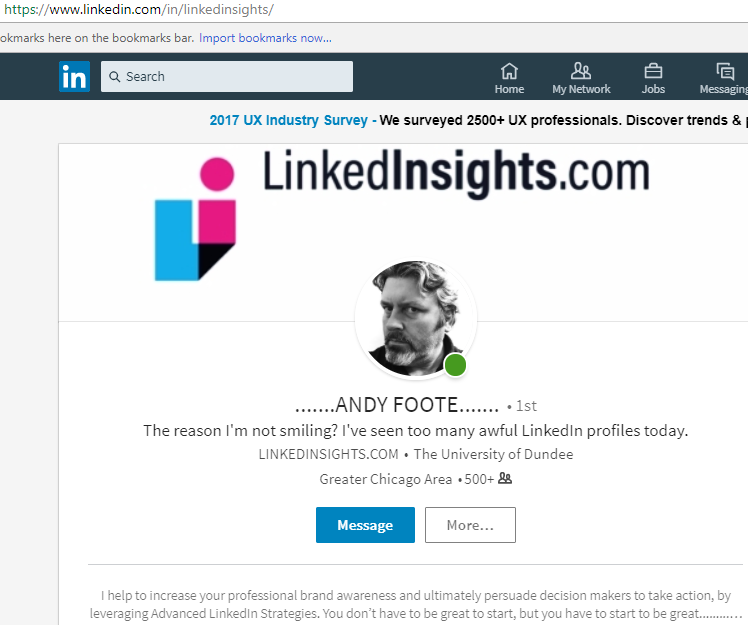 https://www.linkedin.com/in/linkedinsights/
okmarks here on the bookmarks bar. Import bookmarks now...
in Search Home My Network Jobs Messaging
2017 UX Industry Survey - We surveyed 2500+ UX professionals. Discover trends &
LinkedInsights.com
.......ANDY FOOTE....... • 1st
The reason I'm not smiling? I've seen too many awful LinkedIn profiles today.
LINKEDINSIGHTS.COM • The University of Dundee
Greater Chicago Area • 500+
Message More...
I help to increase your professional brand awareness and ultimately persuade decision makers to take action, by
leveraging Advanced LinkedIn Strategies. You don't have to be great to start, but you have to start to be great............